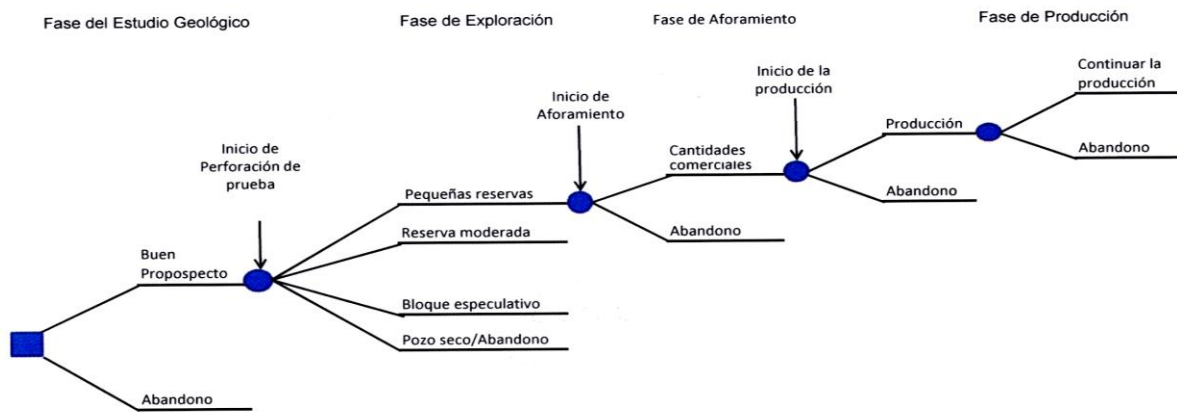 Fase del Estudio Geológico
Fase de Exploración
Fase de Aforamiento
Fase de Producción
Inicio de
Perforación de
prueba
Inicio de
Aforamiento
Inicio de la
producción
Continuar la
producción
Producción
Abandono
Cantidades
comerciales
Abandono
Pequeñas reservas
Abandono
Reserva moderada
Buen
Propospecto
Bloque especulativo
Pozo seco/Abandono
Abandono